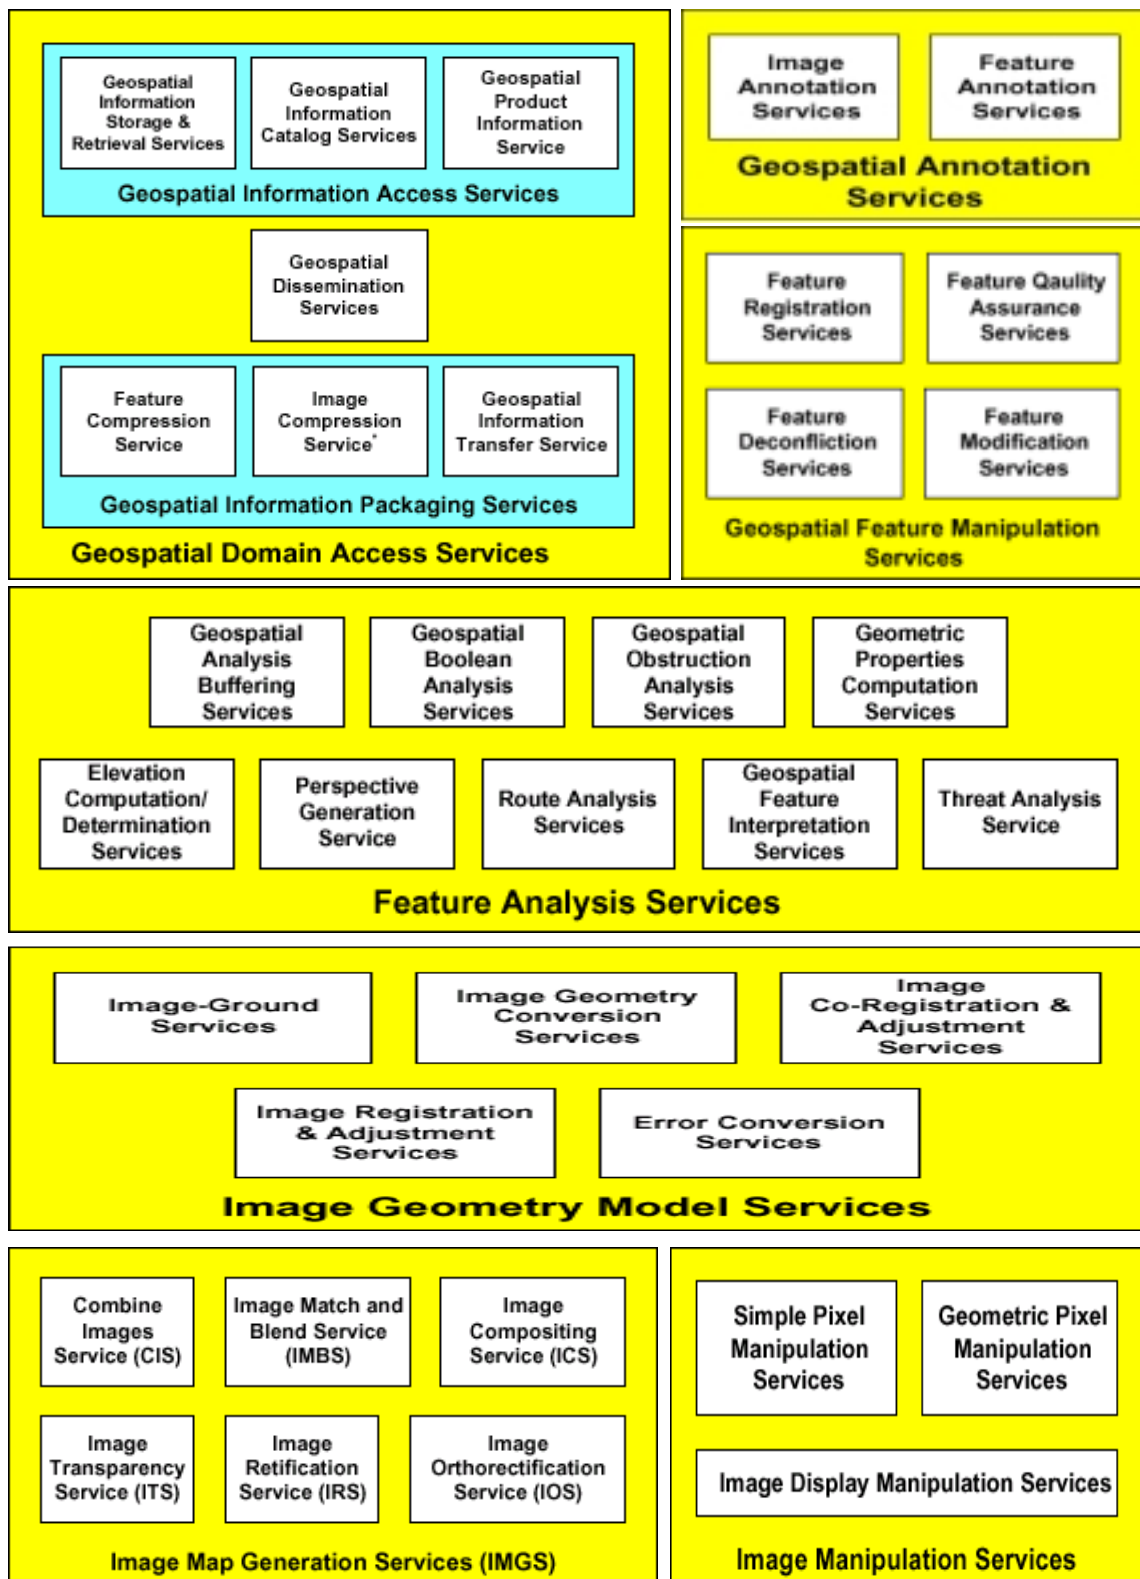 Geospatial
Information
Storage &
Retrieval Services
Geospatial
Information
Catalog Services
Geospatial
Product
Information
Service
Geospatial Information Access Services
Geospatial
Dissemination
Services
Feature
Compression
Service
Image
Compression
Service*
Geospatial
Information
Transfer Service
Geospatial Information Packaging Services
Geospatial Domain Access Services
Image
Annotation
Services
Feature
Annotation
Services
Geospatial Annotation
Services
Feature
Registration
Services
Feature Qaulity
Assurance
Services
Feature
Deconfliction
Services
Feature
Modification
Services
Geospatial Feature Manipulation
Services
Geospatial
Analysis
Buffering
Services
Geospatial
Boolean
Analysis
Services
Geospatial
Obstruction
Analysis
Services
Geometric
Properties
Computation
Services
Elevation
Computation/
Determination
Services
Perspective
Generation
Service
Route Analysis
Services
Geospatial
Feature
Interpretation
Services
Threat Analysis
Service
Feature Analysis Services
Image-Ground
Services
Image Geometry
Conversion
Services
Image
Co-Registration &
Adjustment
Services
Image Registration
& Adjustment
Services
Error Conversion
Services
Image Geometry Model Services
Combine
Images
Service (CIS)
Image Match and
Blend Service
(IMBS)
Image
Compositing
Service (ICS)
Image
Transparency
Service (ITS)
Image
Retification
Service (IRS)
Image
Orthorectification
Service (IOS)
Image Map Generation Services (IMGS)
Simple Pixel
Manipulation
Services
Geometric Pixel
Manipulation
Services
Image Display Manipulation Services
Image Manipulation Services